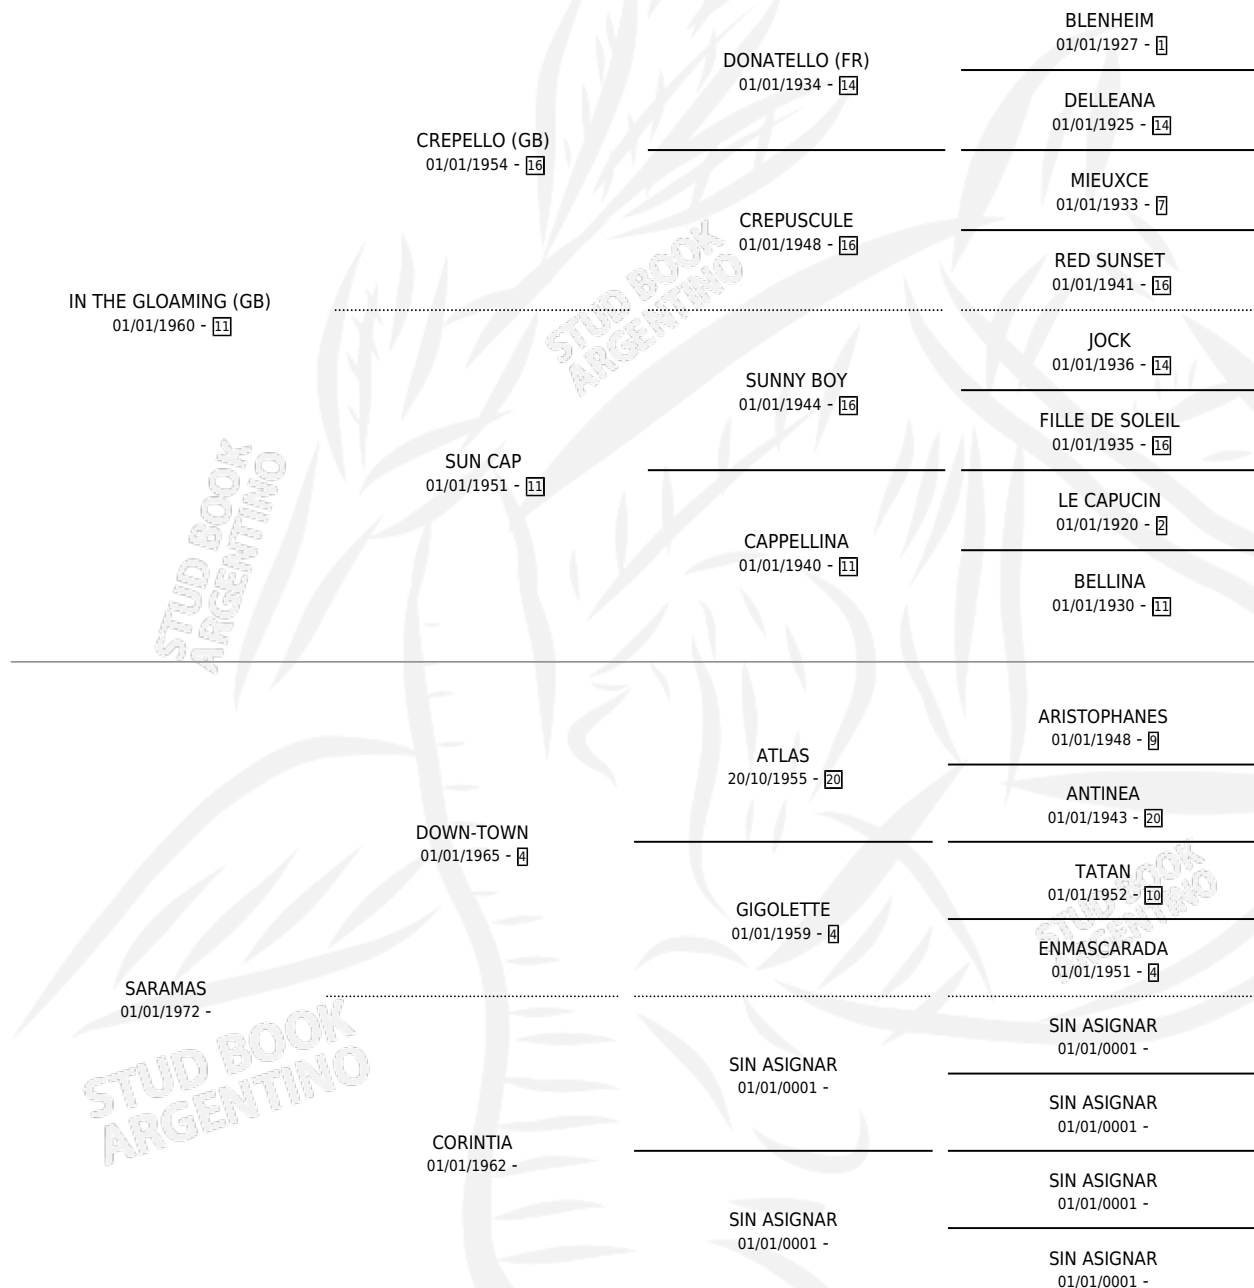 IN THE GLOAMING (GB)
01/01/1960 - 11
CREPELLO (GB)
01/01/1954 - 16
SUN CAP
01/01/1951 - 11
DONATELLO (FR)
01/01/1934 - 14
CREPUSCULE
01/01/1948 - 16
SUNNY BOY
01/01/1944 - 16
CAPPELLINA
01/01/1940 - 11
BLENHEIM
01/01/1927 - 1
DELLEANA
01/01/1925 - 14
MIEUXCE
01/01/1933 - 7
RED SUNSET
01/01/1941 - 16
JOCK
01/01/1936 - 14
FILLE DE SOLEIL
01/01/1935 - 16
LE CAPUCIN
01/01/1920 - 2
BELLINA
01/01/1930 - 11
SARAMAS
01/01/1972 -
DOWN-TOWN
01/01/1965 - 4
CORINTIA
01/01/1962 -
ATLAS
20/10/1955 - 20
GIGOLETTE
01/01/1959 - 4
SIN ASIGNAR
01/01/0001 -
SIN ASIGNAR
01/01/0001 -
ARISTOPHANES
01/01/1948 - 9
ANTINEA
01/01/1943 - 20
TATAN
01/01/1952 - 10
ENMASCARADA
01/01/1951 - 4
SIN ASIGNAR
01/01/0001 -
SIN ASIGNAR
01/01/0001 -
SIN ASIGNAR
01/01/0001 -
SIN ASIGNAR
01/01/0001 -
STUD BOOK
ARGENTINO
STUD BOOK
ARGENTINO
STUD BOOK
ARGENTINO
STUD BOOK
ARGENTINO